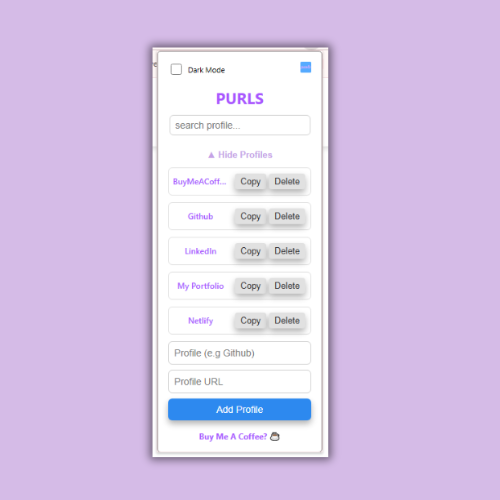 Dark Mode
PURLS
search profile...
▲ Hide Profiles
BuyMeACoff... Copy Delete
Github Copy Delete
LinkedIn Copy Delete
My Portfolio Copy Delete
Netlify Copy Delete
Profile (e.g Github)
Profile URL
Add Profile
Buy Me A Coffee?